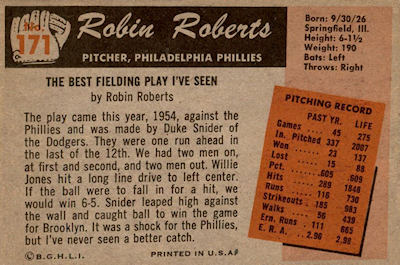 No.
171
Robin Roberts
PITCHER, PHILADELPHIA PHILLIES
Born: 9/30/26
Springfield, Ill.
Height: 6-1½
Weight: 190
Bats: Left
Throws: Right
THE BEST FIELDING PLAY I'VE SEEN
by Robin Roberts
The play came this year, 1954, against the
Phillies and was made by Duke Snider of
the Dodgers. They were one run ahead in
the last of the 12th. We had two men on,
at first and second, and two men out. Willie
Jones hit a long line drive to left center.
If the ball were to fall in for a hit, we
would win 6-5. Snider leaped high against
the wall and caught ball to win the game
for Brooklyn. It was a shock for the Phillies,
but I've never seen a better catch.
©B.G.H.L.I. PRINTED IN U.S.A.
PITCHING RECORD
PAST YR. LIFE
Games 45 275
In. Pitched 337 2007
Won 23 137
Lost 15 88
Pct. .605 .609
Hits 289 1848
Runs 116 730
Strikeouts 185 983
Walks 56 439
Ern. Runs 111 665
E. R. A. 2.96 2.98